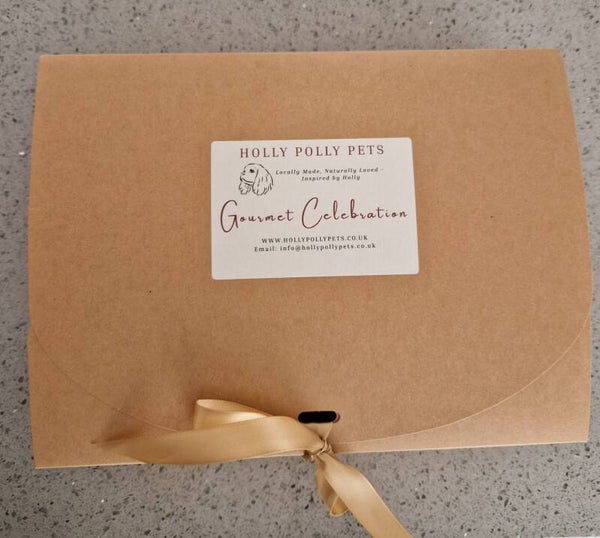 HOLLY POLLY PETS
Locally Made, Naturally Loved -
Inspired by Holly
Gourmet Celebration
WWW.HOLLYPOLLYPETS.CO.UK
Email: info@hollypollypets.co.uk